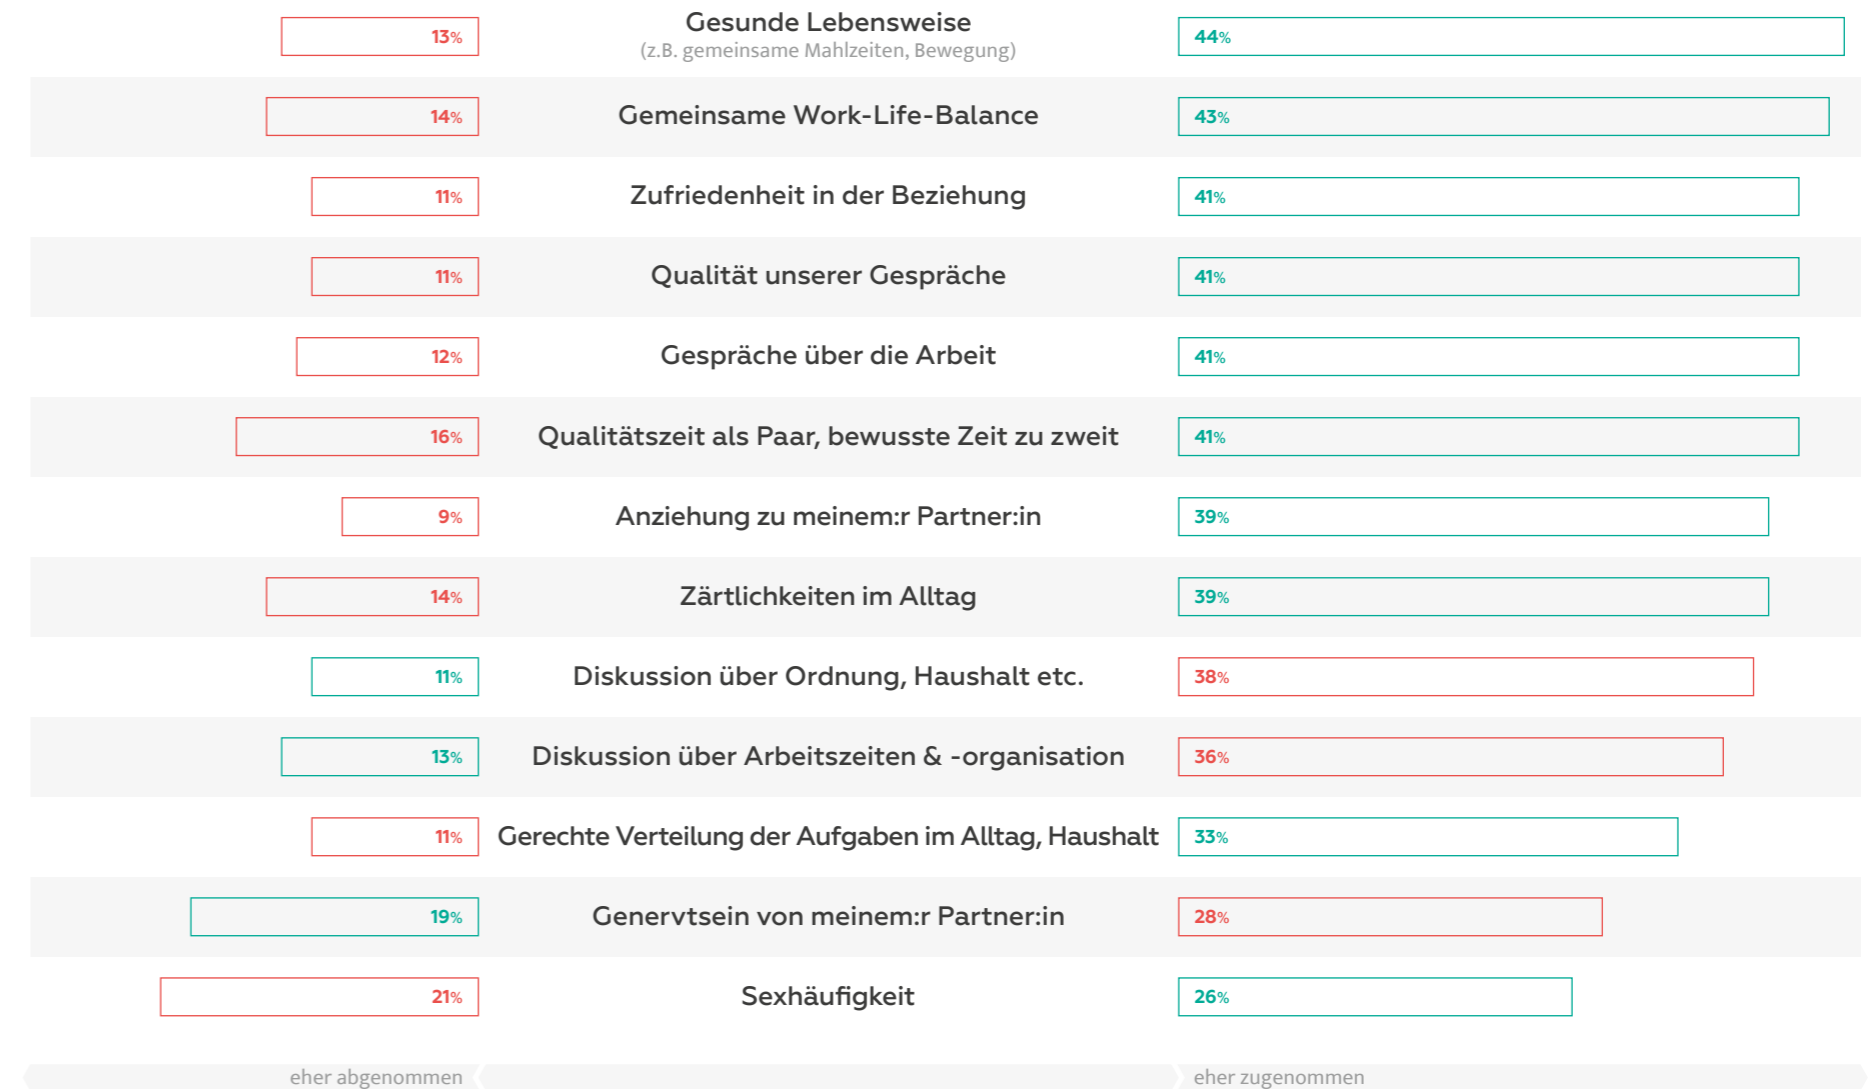 Gesunde Lebensweise
13% (z.B. gemeinsame Mahlzeiten, Bewegung) 44%
14% Gemeinsame Work-Life-Balance 43%
11% Zufriedenheit in der Beziehung 41%
11% Qualität unserer Gespräche 41%
12% Gespräche über die Arbeit 41%
16% Qualitätszeit als Paar, bewusste Zeit zu zweit 41%
9% Anziehung zu meinem:r Partner:in 39%
14% Zärtlichkeiten im Alltag 39%
11% Diskussion über Ordnung, Haushalt etc. 38%
13% Diskussion über Arbeitszeiten & -organisation 36%
11% Gerechte Verteilung der Aufgaben im Alltag, Haushalt 33%
19% Genervtsein von meinem:r Partner:in 28%
21% Sexhäufigkeit 26%
eher abgenommen eher zugenommen